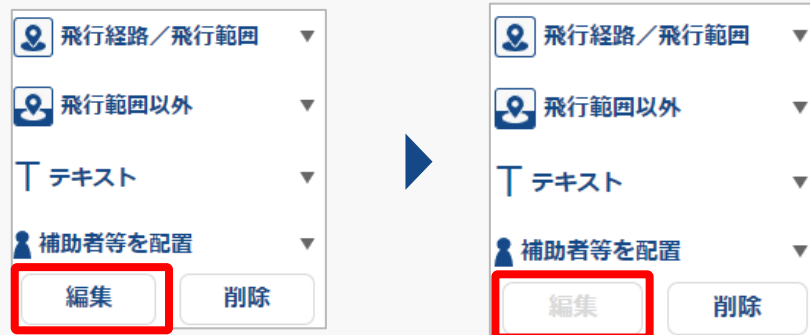 飛行経路／飛行範囲 ▼
飛行範囲以外 ▼
テキスト ▼
補助者等を配置 ▼
編集 削除
飛行経路／飛行範囲 ▼
飛行範囲以外 ▼
テキスト ▼
補助者等を配置 ▼
編集 削除